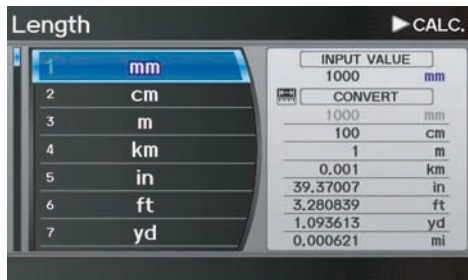 Length ▶CALC.
1 mm
2 cm
3 m
4 km
5 in
6 ft
7 yd
INPUT VALUE
1000 mm
CONVERT
1000 mm
100 cm
1 m
0.001 km
39.37007 in
3.280839 ft
1.093613 yd
0.000621 mi